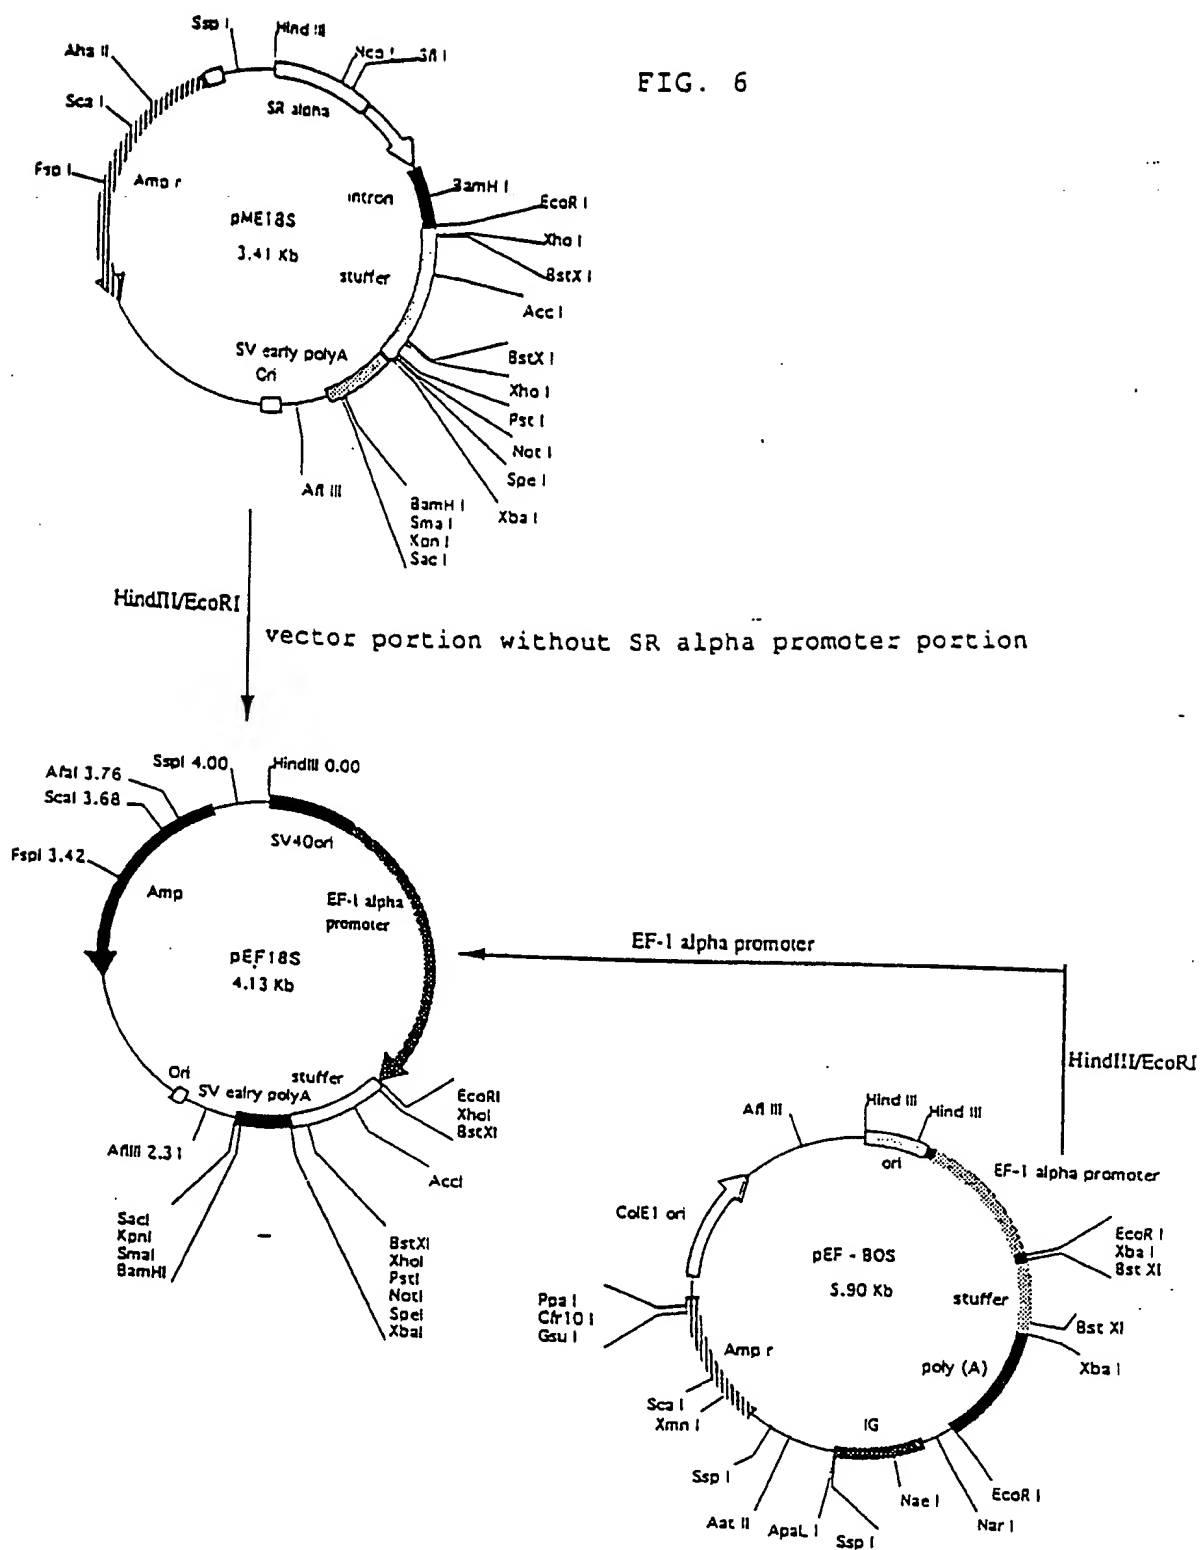 FIG. 6
Ssp I
Hind III
Nco I
Sfi I
Aha II
Sca I
Fsp I
SR alpha
Amp r
intron
BamH I
EcoR I
pME18S
3.41 Kb
Xho I
BstX I
stuffer
Acc I
SV early polyA
BstX I
Ori
Xho I
Pst I
Not I
Spe I
Xba I
Afl III
BamH I
Sma I
Kpn I
Sac I
HindIII/EcoRI
vector portion without SR alpha promoter portion
SspI 4.00
HindIII 0.00
AfaI 3.76
ScaI 3.68
FspI 3.42
SV40ori
Amp
EF-1 alpha
promoter
pEF18S
4.13 Kb
EF-1 alpha promoter
HindIII/EcoRI
Ori
stuffer
SV ealry polyA
EcoRI
XhoI
BstXI
AflIII 2.31
AccI
SacI
KpnI
SmaI
BamHI
BstXI
XhoI
PstI
NotI
SpeI
XbaI
Afl III
Hind III
Hind III
ori
EF-1 alpha promoter
ColE1 ori
pEF - BOS
5.90 Kb
EcoR I
Xba I
Bst XI
stuffer
Ppa I
Cfr10 I
Gsu I
Bst XI
Xba I
Amp r
poly (A)
Sca I
Xmn I
IG
Ssp I
Aat II
ApaL I
Ssp I
Nae I
Nar I
EcoR I